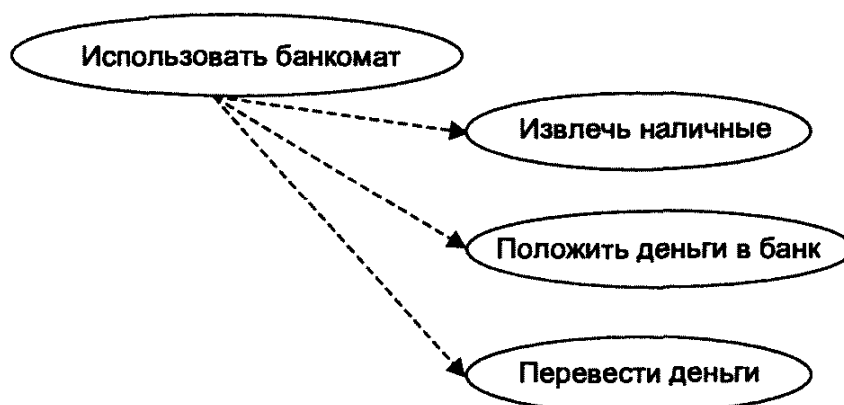 Использовать банкомат
Извлечь наличные
Положить деньги в банк
Перевести деньги